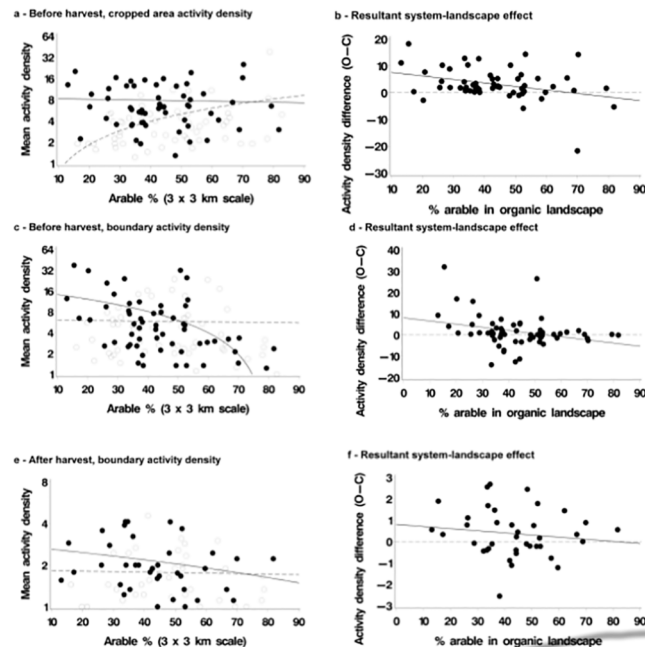 a - Before harvest, cropped area activity density
64
32
16
8
4
2
1
Mean activity density
10 20 30 40 50 60 70 80 90
Arable % (3 x 3 km scale)
b - Resultant system-landscape effect
20
10
0
−10
−20
−30
Activity density difference (O−C)
10 20 30 40 50 60 70 80 90
% arable in organic landscape
c - Before harvest, boundary activity density
64
32
16
8
4
2
1
Mean activity density
10 20 30 40 50 60 70 80 90
Arable % (3 x 3 km scale)
d - Resultant system-landscape effect
40
30
20
10
0
−10
−20
Activity density difference (O−C)
0 10 20 30 40 50 60 70 80 90
% arable in organic landscape
e - After harvest, boundary activity density
8
4
2
1
Mean activity density
10 20 30 40 50 60 70 80 90
Arable % (3 x 3 km scale)
f - Resultant system-landscape effect
3
2
1
0
−1
−2
−3
Activity density difference (O−C)
0 10 20 30 40 50 60 70 80 90
% arable in organic landscape